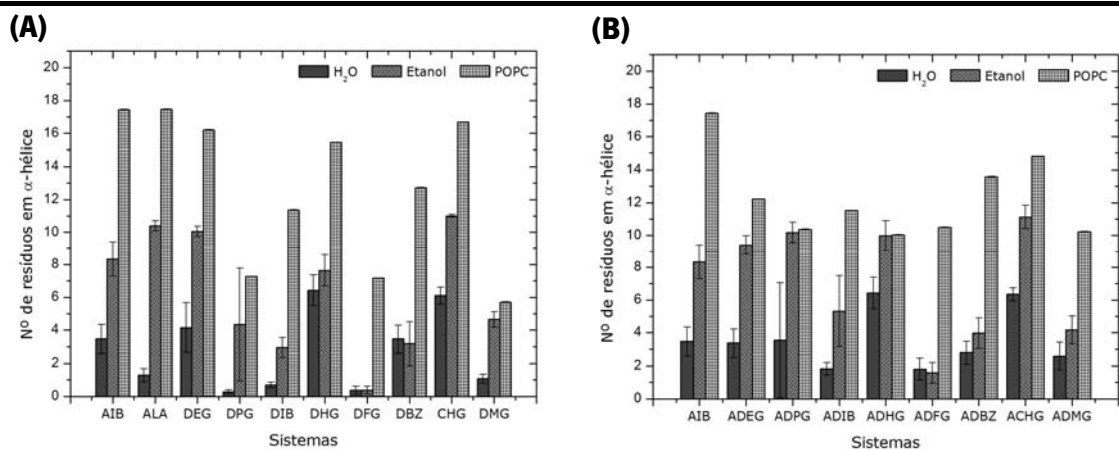 (A)
Nº de resíduos em α-hélice
20
18
16
14
12
10
8
6
4
2
0
H₂O Etanol POPC
AIB ALA DEG DPG DIB DHG DFG DBZ CHG DMG
Sistemas
(B)
Nº de resíduos em α-hélice
20
18
16
14
12
10
8
6
4
2
0
H₂O Etanol POPC
AIB ADEG ADPG ADIB ADHG ADFG ADBZ ACHG ADMG
Sistemas